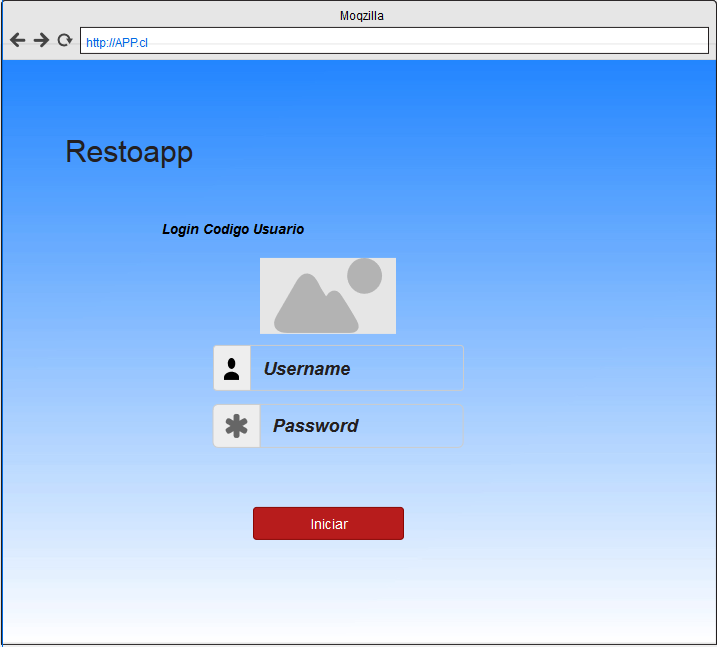 Moqzilla
http://APP.cl
Restoapp
Login Codigo Usuario
Username
Password
Iniciar